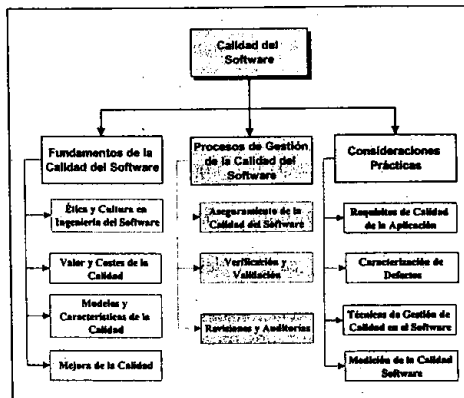 Calidad del
Software
Fundamentos de la
Calidad del Software
Ética y Cultura en
Ingeniería del Software
Valor y Costes de la
Calidad
Modelos y
Características de la
Calidad
Mejora de la Calidad
Procesos de Gestión
de la Calidad del
Software
Aseguramiento de la
Calidad del Software
Verificación y
Validación
Revisiones y Auditorías
Consideraciones
Prácticas
Requisitos de Calidad
de la Aplicación
Caracterización de
Defectos
Técnicas de Gestión de
Calidad en el Software
Medición de la Calidad
Software